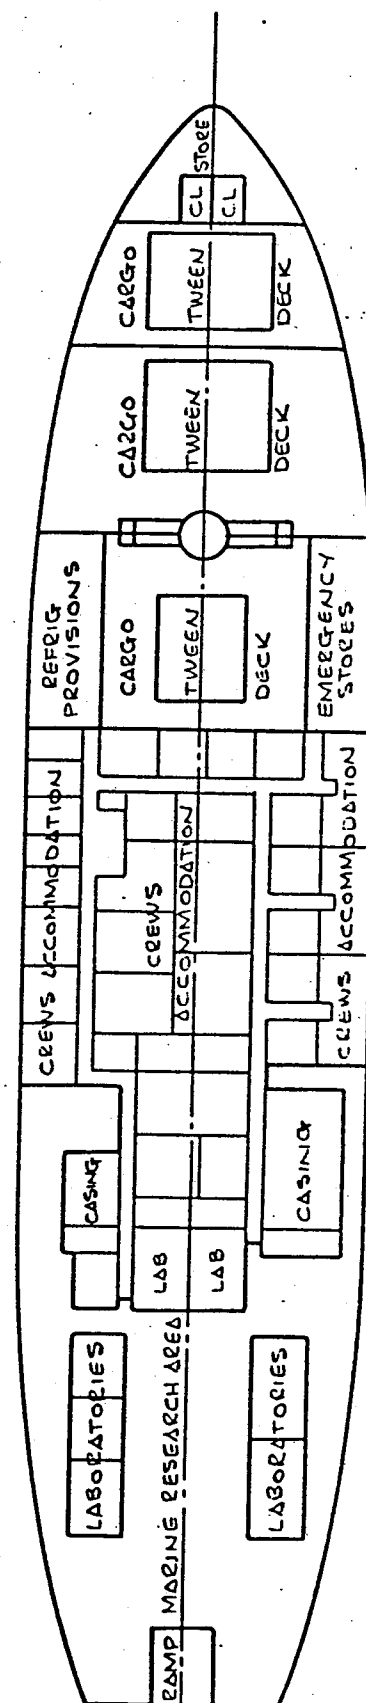 STORE
CL
C.L
CARGO
TWEEN
DECK
CARGO
TWEEN
DECK
REFRIG
PROVISIONS
CARGO
TWEEN
DECK
EMERGENCY
STORES
CREWS ACCOMMODATION
CREWS
ACCOMMODATION
CREWS ACCOMMODATION
CASING
CASING
LAB
LAB
LABORATORIES
MARINE RESEARCH AREA
LABORATORIES
RAMP